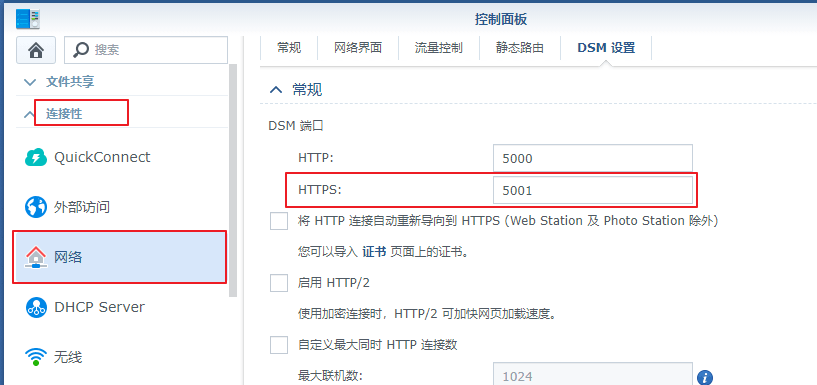 控制面板
搜索
常规 网络界面 流量控制 静态路由 DSM 设置
文件共享
连接性
QuickConnect
外部访问
网络
DHCP Server
无线
常规
DSM 端口
HTTP: 5000
HTTPS: 5001
将 HTTP 连接自动重新导向到 HTTPS (Web Station 及 Photo Station 除外)
您可以导入 证书 页面上的证书。
启用 HTTP/2
使用加密连接时，HTTP/2 可加快网页加载速度。
自定义最大同时 HTTP 连接数
最大联机数: 1024